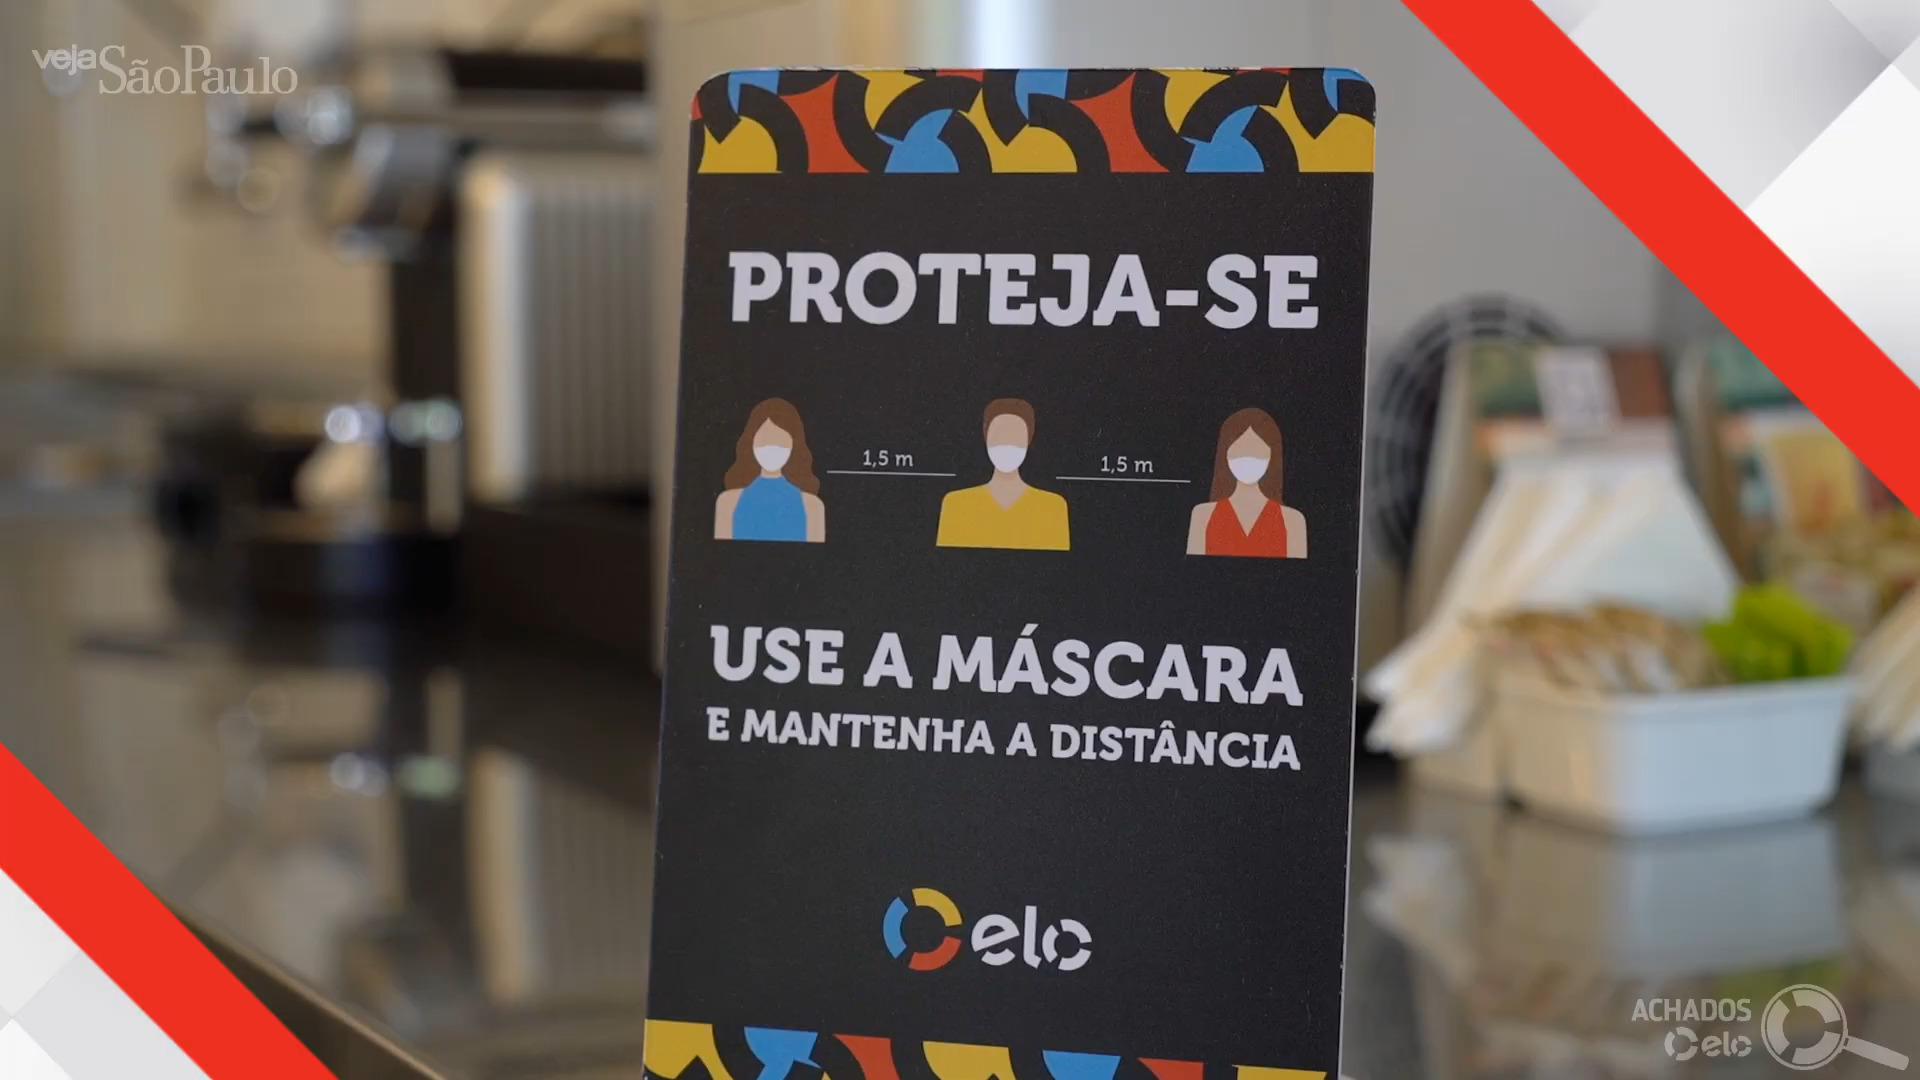 veja São Paulo
PROTEJA-SE
1,5 m 1,5 m
USE A MÁSCARA
E MANTENHA A DISTÂNCIA
elo
ACHADOS
elo